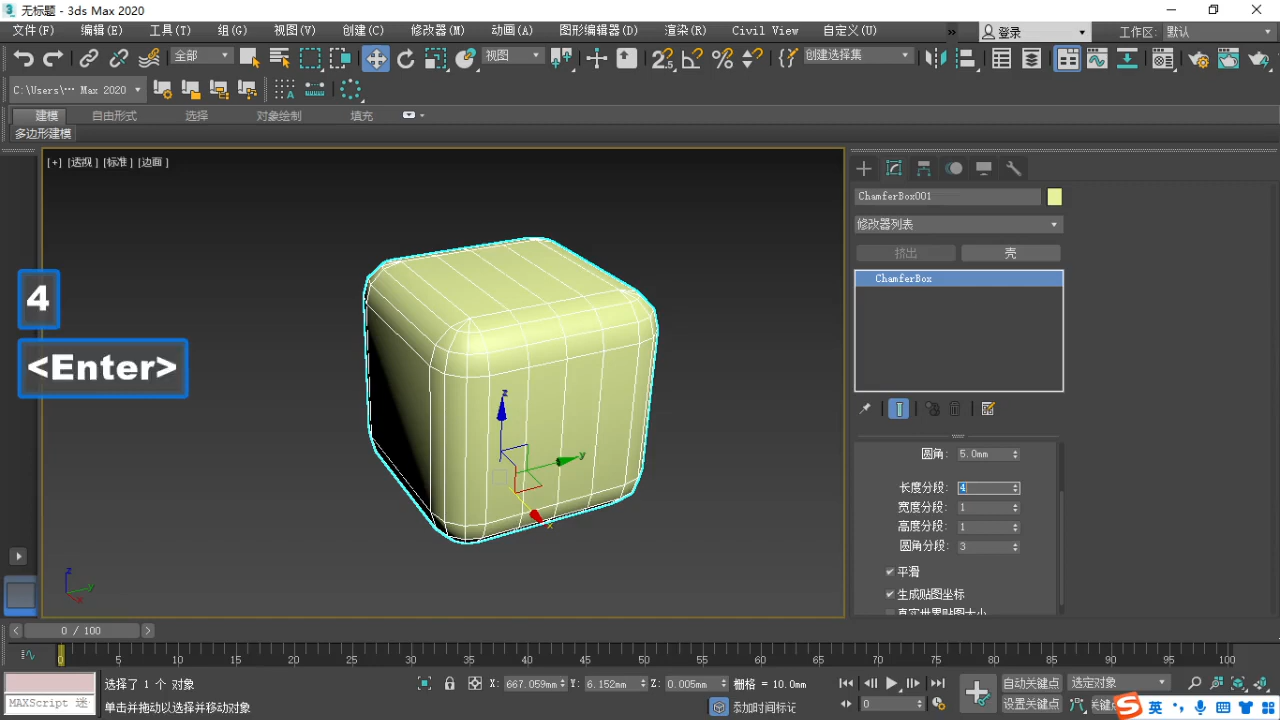 无标题 - 3ds Max 2020
文件(F) 编辑(E) 工具(T) 组(G) 视图(V) 创建(C) 修改器(M) 动画(A) 图形编辑器(D) 渲染(R) Civil View 自定义(U) » 登录 工作区: 默认
全部 视图 创建选择集
C:\Users\··· Max 2020
建模 自由形式 选择 对象绘制 填充
多边形建模
[+] [透视] [标准] [边面]
ChamferBox001
修改器列表
挤出 壳
ChamferBox
4
<Enter>
z
y
x
圆角: 5.0mm
长度分段: 4
宽度分段: 1
高度分段: 1
圆角分段: 3
平滑
生成贴图坐标
真实世界贴图大小
z
y
x
0 / 100
0 5 10 15 20 25 30 35 40 45 50 55 60 65 70 75 80 85 90 95 100
选择了 1 个 对象 X: 667.059mm Y: 6.152mm Z: 0.005mm 栅格 = 10.0mm 自动关键点 选定对象
MAXScript 迷 单击并拖动以选择并移动对象 添加时间标记 0 设置关键点 英